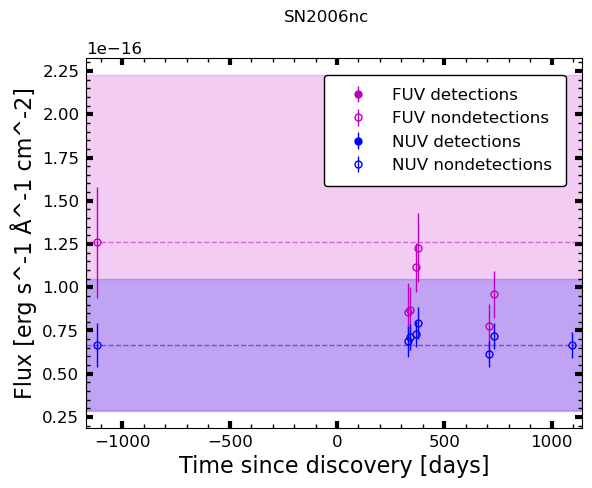 SN2006nc
1e−16
2.25
2.00
1.75
1.50
1.25
1.00
0.75
0.50
0.25
Flux [erg s^-1 Å^-1 cm^-2]
FUV detections
FUV nondetections
NUV detections
NUV nondetections
−1000
−500
0
500
1000
Time since discovery [days]